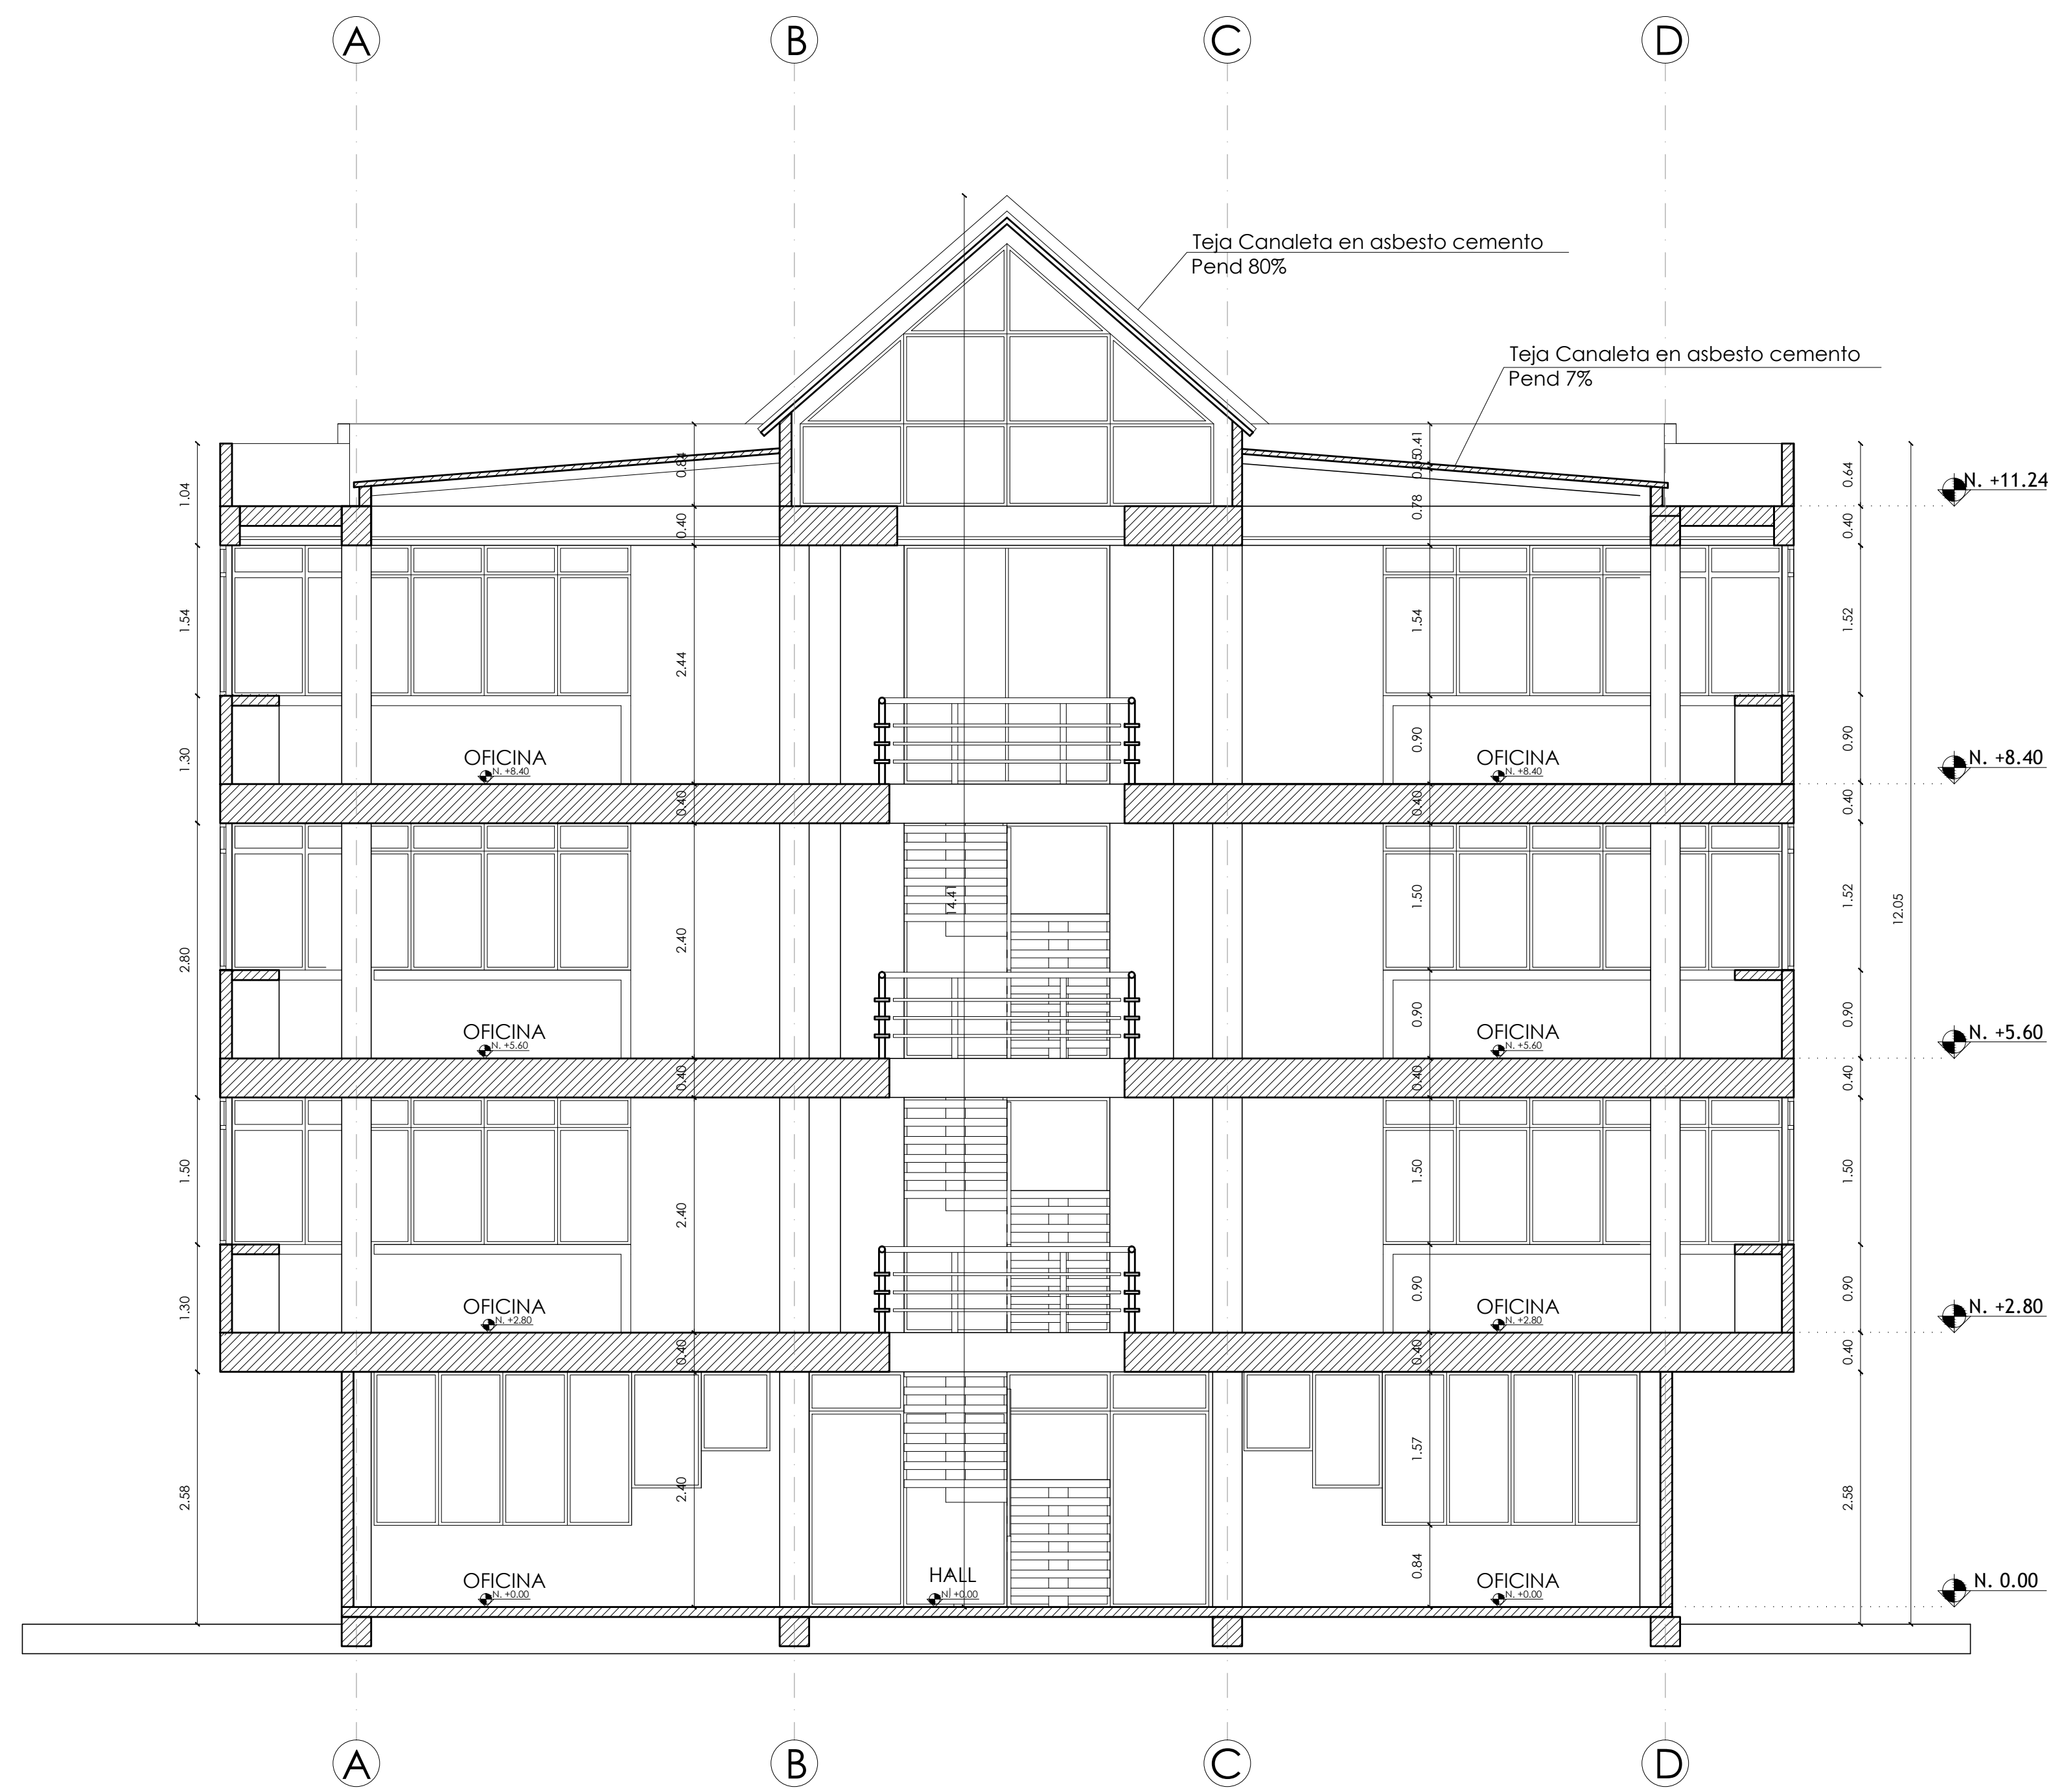 A B C D
Teja Canaleta en asbesto cemento
Pend 80%
Teja Canaleta en asbesto cemento
Pend 7%
1.04
0.84
0.41
0.05
0.78
0.64
N. +11.24
0.40
0.40
1.54
2.44
1.54
1.52
1.30
OFICINA
N. +8.40
0.90
OFICINA
N. +8.40
0.90
N. +8.40
0.40
0.40
0.40
2.80
2.40
14.41
1.50
1.52
12.05
OFICINA
N. +5.60
0.90
OFICINA
N. +5.60
0.90
N. +5.60
0.40
0.40
0.40
1.50
2.40
1.50
1.50
1.30
OFICINA
N. +2.80
0.90
OFICINA
N. +2.80
0.90
N. +2.80
0.40
0.40
0.40
2.58
2.40
1.57
2.58
OFICINA
N. +0.00
HALL
N +0.00
0.84
OFICINA
N. +0.00
N. 0.00
A B C D